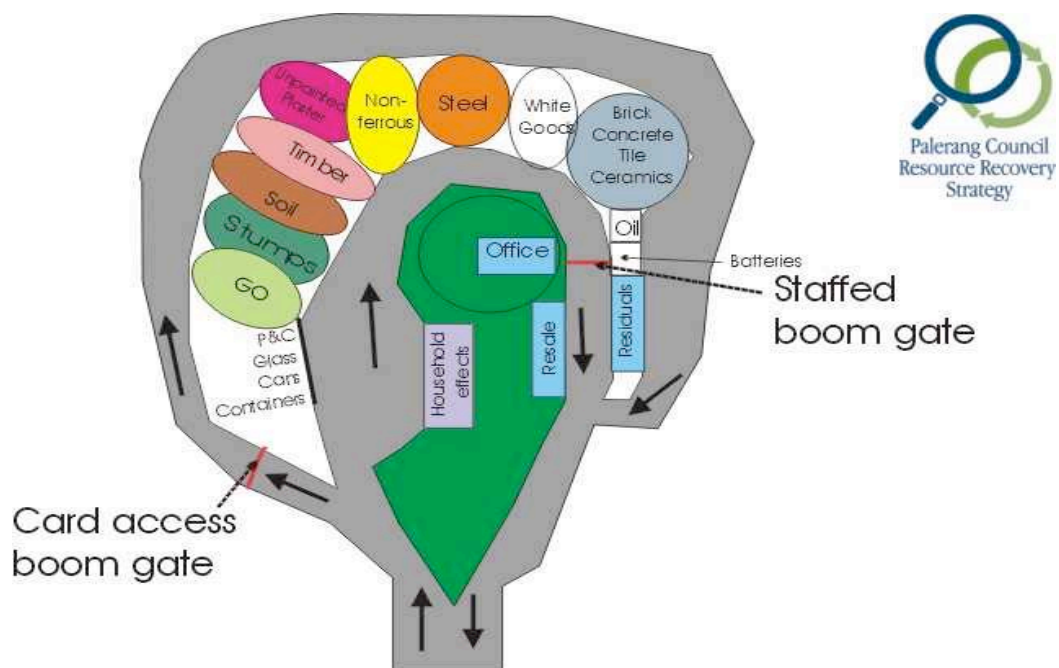 Unpainted
Plaster
Non-
ferrous
Steel
White
Goods
Brick
Concrete
Tile
Ceramics
Palerang Council
Resource Recovery
Strategy
Timber
Soil
Stumps
GO
Oil
Office
Batteries
Staffed
boom gate
P&C
Glass
Cans
Containers
Household
effects
Resale
Residuals
Card access
boom gate